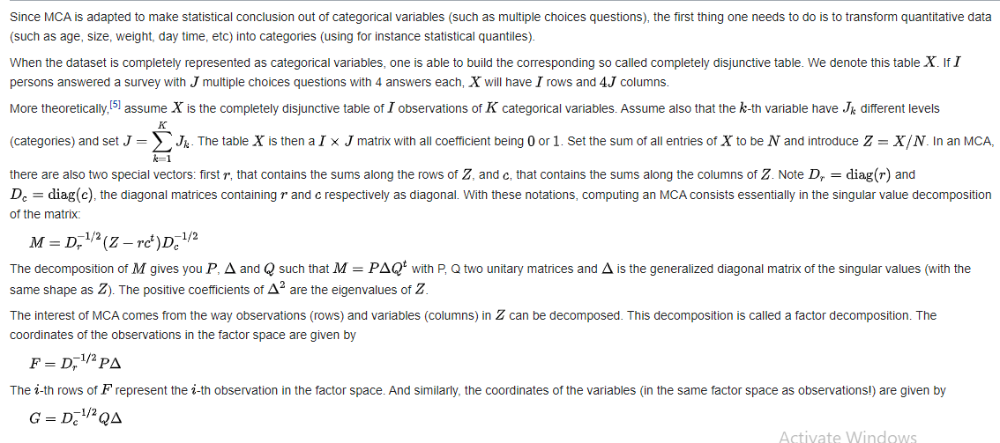 Since MCA is adapted to make statistical conclusion out of categorical variables (such as multiple choices questions), the first thing one needs to do is to transform quantitative data
(such as age, size, weight, day time, etc) into categories (using for instance statistical quantiles).
When the dataset is completely represented as categorical variables, one is able to build the corresponding so called completely disjunctive table. We denote this table X. If I
persons answered a survey with J multiple choices questions with 4 answers each, X will have I rows and 4J columns.
More theoretically,[5] assume X is the completely disjunctive table of I observations of K categorical variables. Assume also that the k-th variable have J_k different levels
(categories) and set J = ∑_{k=1}^{K} J_k. The table X is then a I × J matrix with all coefficient being 0 or 1. Set the sum of all entries of X to be N and introduce Z = X/N. In an MCA,
there are also two special vectors: first r, that contains the sums along the rows of Z, and c, that contains the sums along the columns of Z. Note D_r = diag(r) and
D_c = diag(c), the diagonal matrices containing r and c respectively as diagonal. With these notations, computing an MCA consists essentially in the singular value decomposition
of the matrix:
M = D_r^{-1/2}(Z − rc^t)D_c^{-1/2}
The decomposition of M gives you P, Δ and Q such that M = PΔQ^t with P, Q two unitary matrices and Δ is the generalized diagonal matrix of the singular values (with the
same shape as Z). The positive coefficients of Δ² are the eigenvalues of Z.
The interest of MCA comes from the way observations (rows) and variables (columns) in Z can be decomposed. This decomposition is called a factor decomposition. The
coordinates of the observations in the factor space are given by
F = D_r^{-1/2}PΔ
The i-th rows of F represent the i-th observation in the factor space. And similarly, the coordinates of the variables (in the same factor space as observations!) are given by
G = D_c^{-1/2}QΔ
Activate Windows